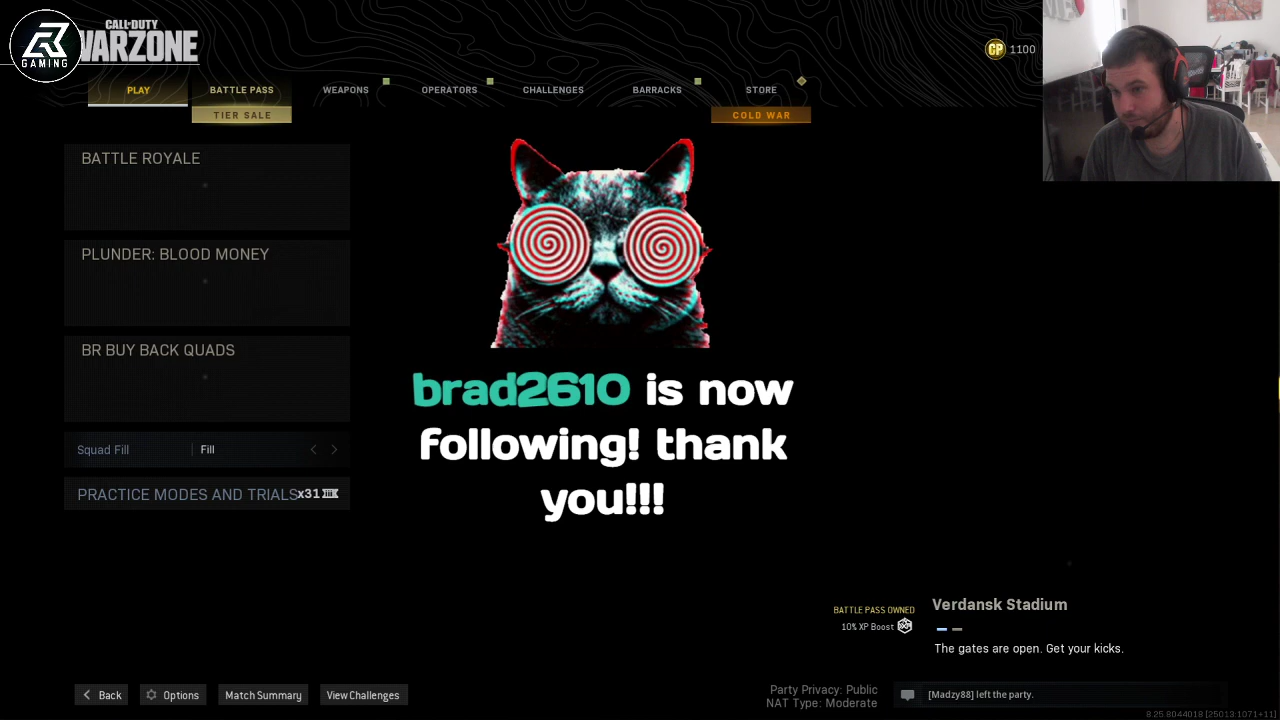 R
GAMING
CALL OF DUTY
WARZONE
CP 1100
PLAY
BATTLE PASS
WEAPONS
OPERATORS
CHALLENGES
BARRACKS
STORE
TIER SALE
COLD WAR
BATTLE ROYALE
PLUNDER: BLOOD MONEY
BR BUY BACK QUADS
Squad Fill
Fill
PRACTICE MODES AND TRIALS x31
brad2610 is now
following! thank
you!!!
BATTLE PASS OWNED
10% XP Boost
Verdansk Stadium
The gates are open. Get your kicks.
Back
Options
Match Summary
View Challenges
Party Privacy: Public
NAT Type: Moderate
[Madzy88] left the party.